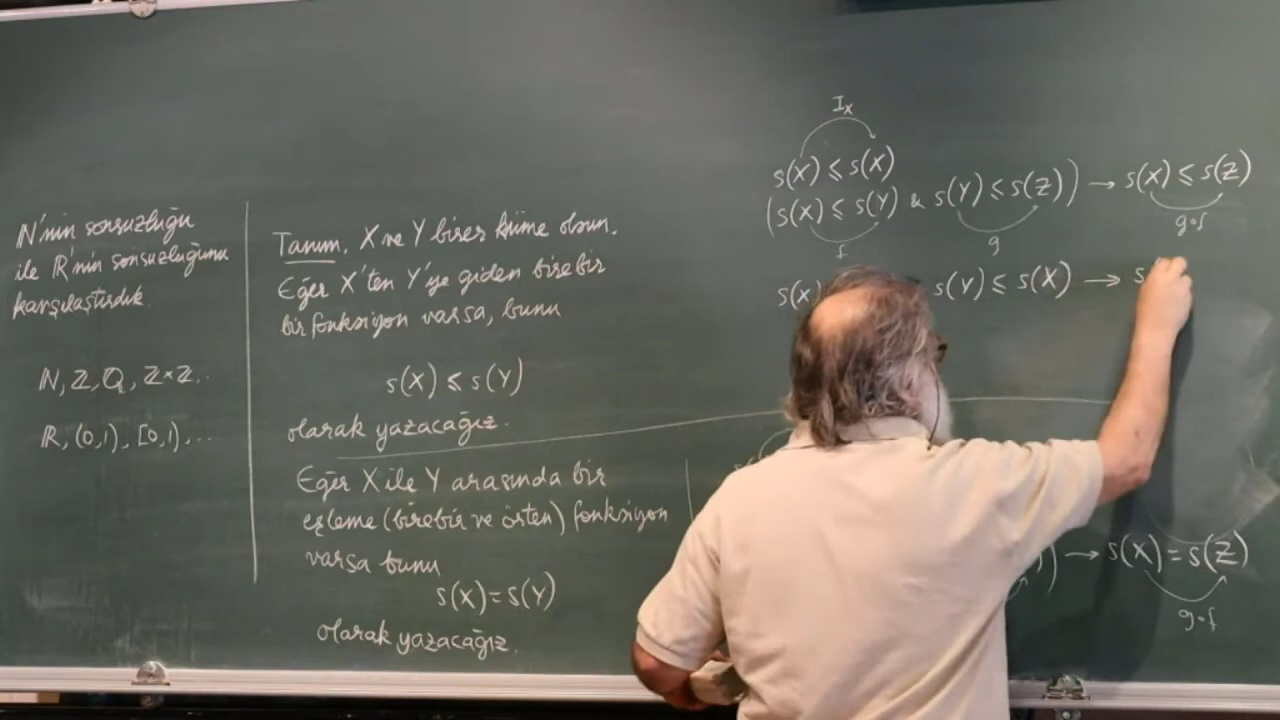 N'nin sonsuzluğu
ile R'nin sonsuzluğunu
karşılaştırdık
N, Z, Q, Z×Z, ..
R, (0,1), [0,1), ...
Tanım. X ve Y birer küme olsun.
Eğer X'ten Y'ye giden birebir
bir fonksiyon varsa, bunu
s(X) ≤ s(Y)
olarak yazacağız.
Eğer X ile Y arasında bir
eşleme (birebir ve örten) fonksiyon
varsa bunu
s(X) = s(Y)
olarak yazacağız.
I_X
s(X) ≤ s(X)
(s(X) ≤ s(Y) & s(Y) ≤ s(Z)) → s(X) ≤ s(Z)
f g g∘f
s(X) s(Y) ≤ s(X) → s
) → s(X) = s(Z)
g∘f